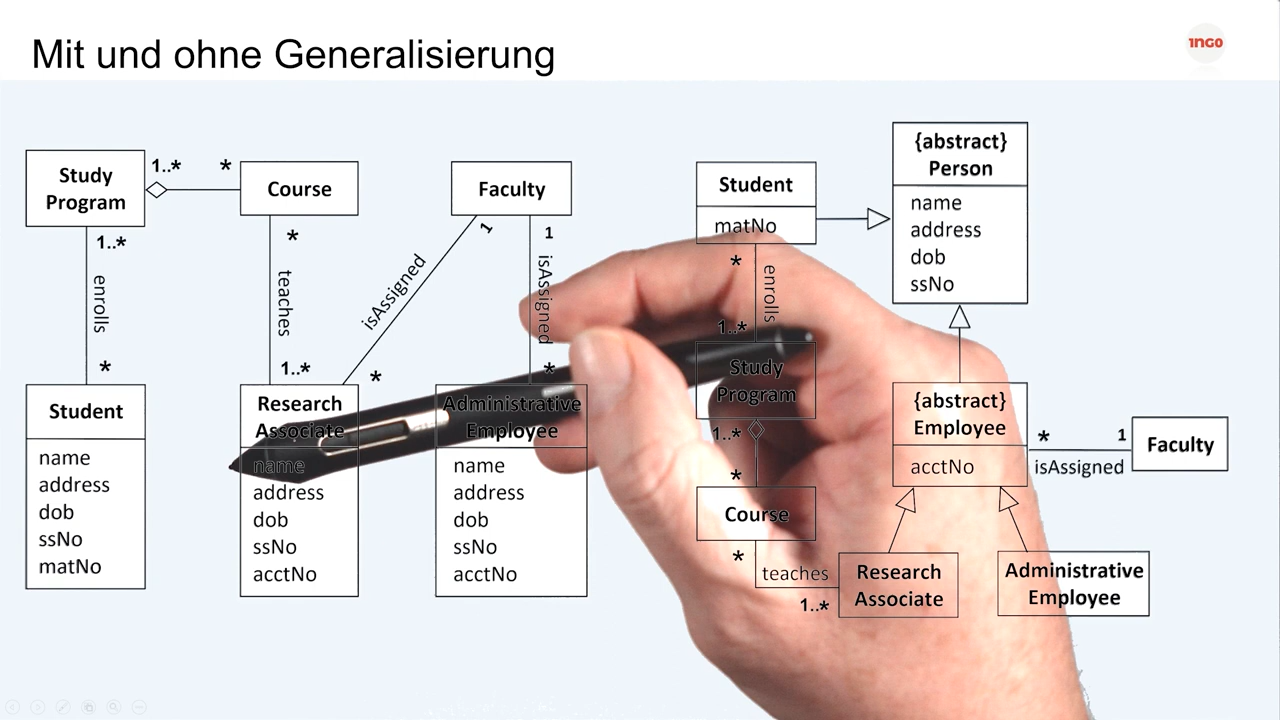 Mit und ohne Generalisierung
1NGO
Study
Program
1..*
*
Course
Faculty
1..*
enrolls
*
*
teaches
1..*
1
isAssigned
*
1
isAssigned
*
Student
name
address
dob
ssNo
matNo
Research
Associate
name
address
dob
ssNo
acctNo
Administrative
Employee
name
address
dob
ssNo
acctNo
Student
matNo
{abstract}
Person
name
address
dob
ssNo
*
enrolls
1..*
Study
Program
1..*
*
Course
*
teaches
1..*
{abstract}
Employee
acctNo
*
1
isAssigned
Faculty
Research
Associate
Administrative
Employee